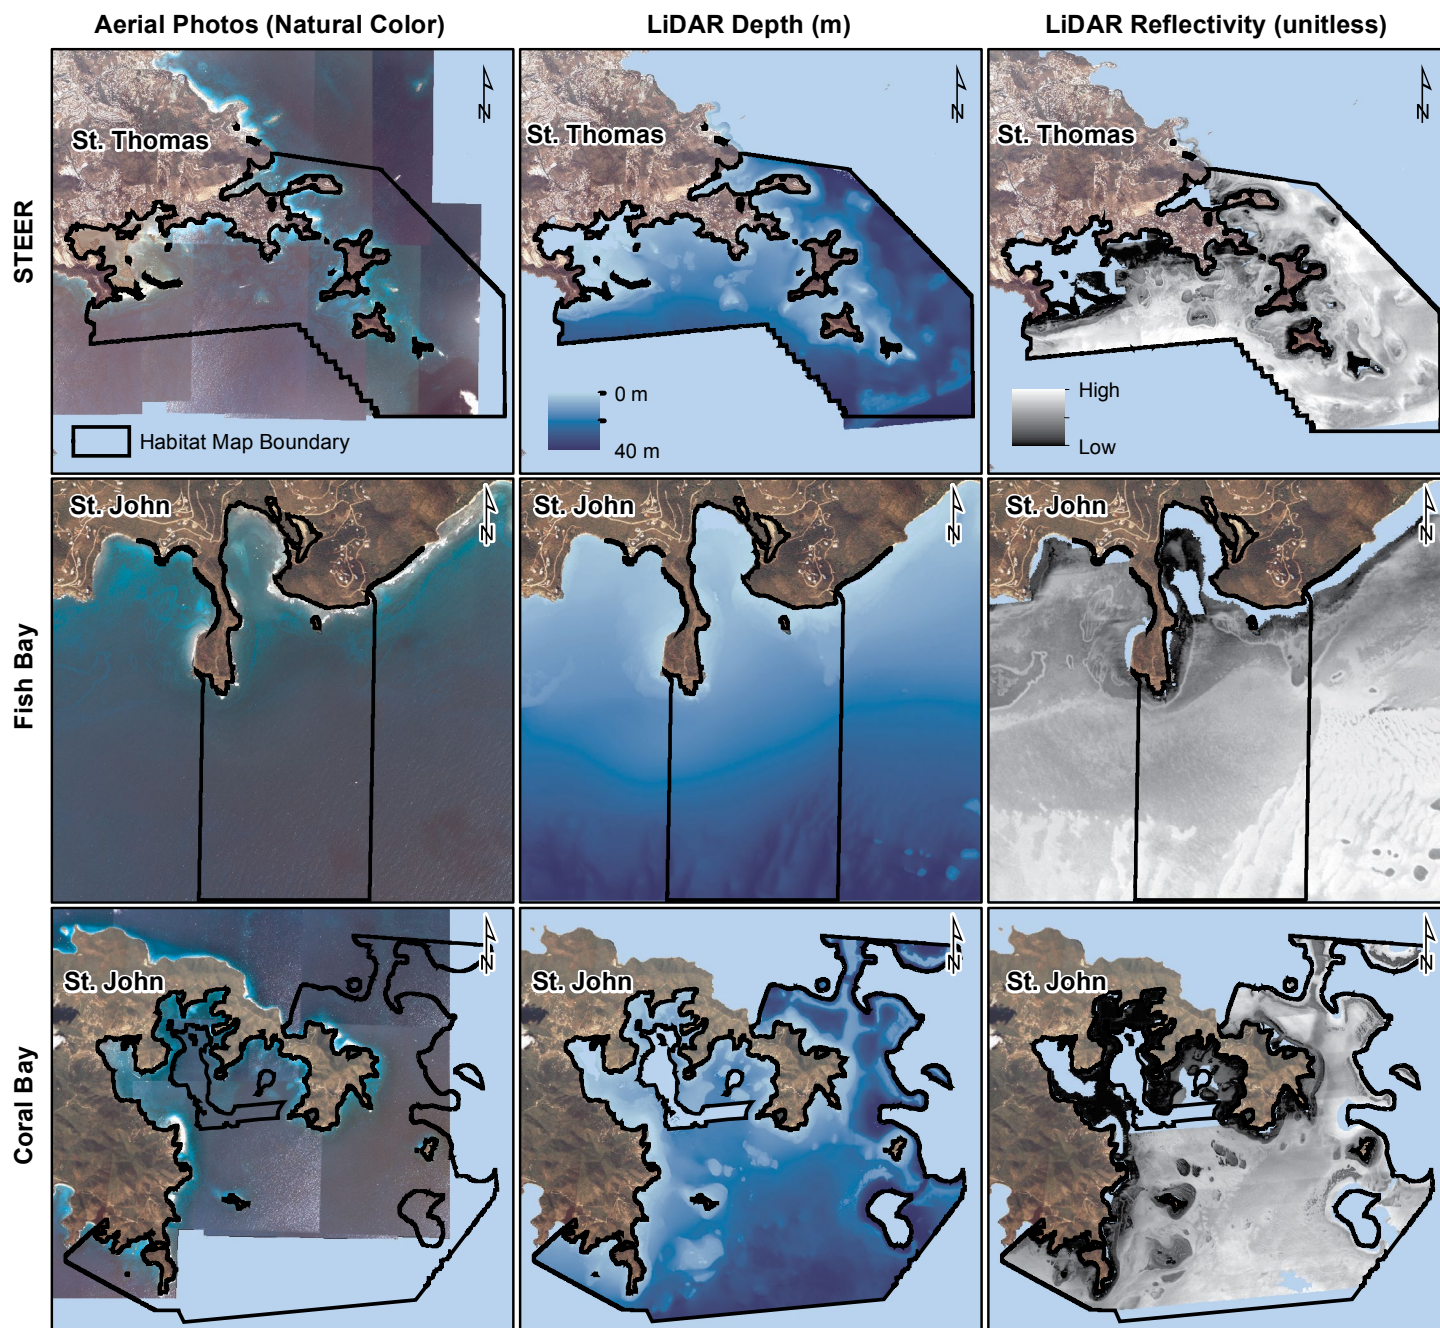 Aerial Photos (Natural Color)
LiDAR Depth (m)
LiDAR Reflectivity (unitless)
STEER
St. Thomas
N
Habitat Map Boundary
St. Thomas
N
0 m
40 m
St. Thomas
N
High
Low
Fish Bay
St. John
N
St. John
N
St. John
N
Coral Bay
St. John
N
St. John
N
St. John
N